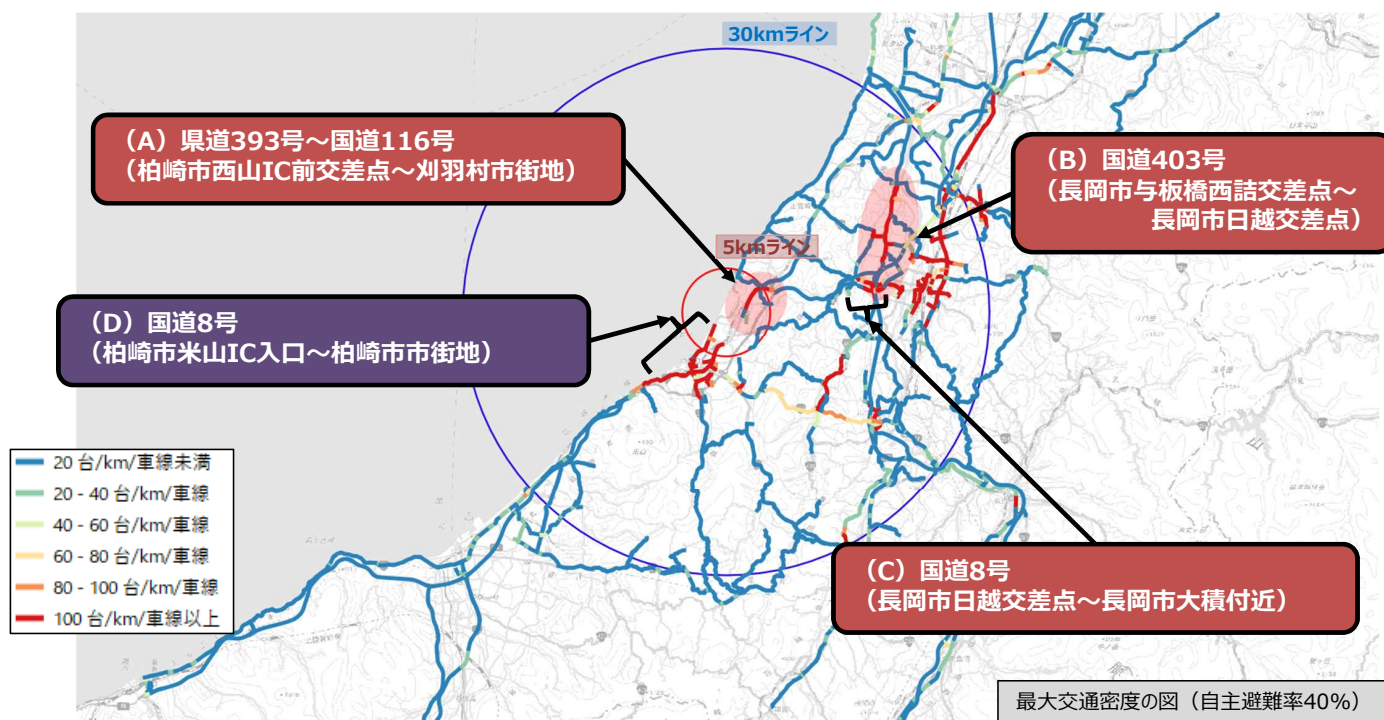 30kmライン
(A)県道393号~国道116号
(柏崎市西山IC前交差点~刈羽村市街地)
(B)国道403号
(長岡市与板橋西詰交差点~
長岡市日越交差点)
5kmライン
(D)国道8号
(柏崎市米山IC入口~柏崎市市街地)
20 台/km/車線未満
20 - 40 台/km/車線
40 - 60 台/km/車線
60 - 80 台/km/車線
80 - 100 台/km/車線
100 台/km/車線以上
(C)国道8号
(長岡市日越交差点~長岡市大積付近)
最大交通密度の図(自主避難率40%)